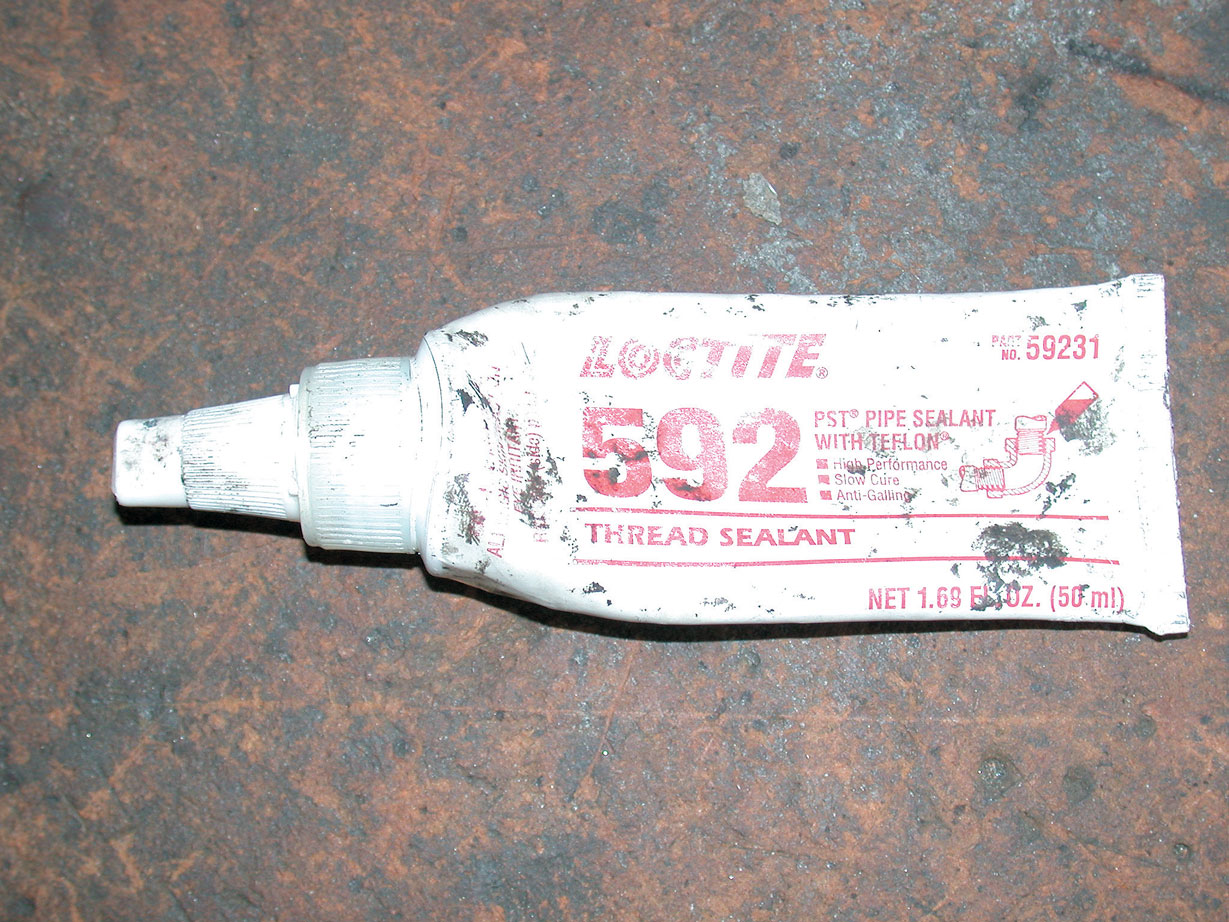 LOCTITE®
PART
NO. 59231
592
PST® PIPE SEALANT
WITH TEFLON®
High Performance
Slow Cure
Anti-Galling
THREAD SEALANT
NET 1.69 FL. OZ. (50 ml)